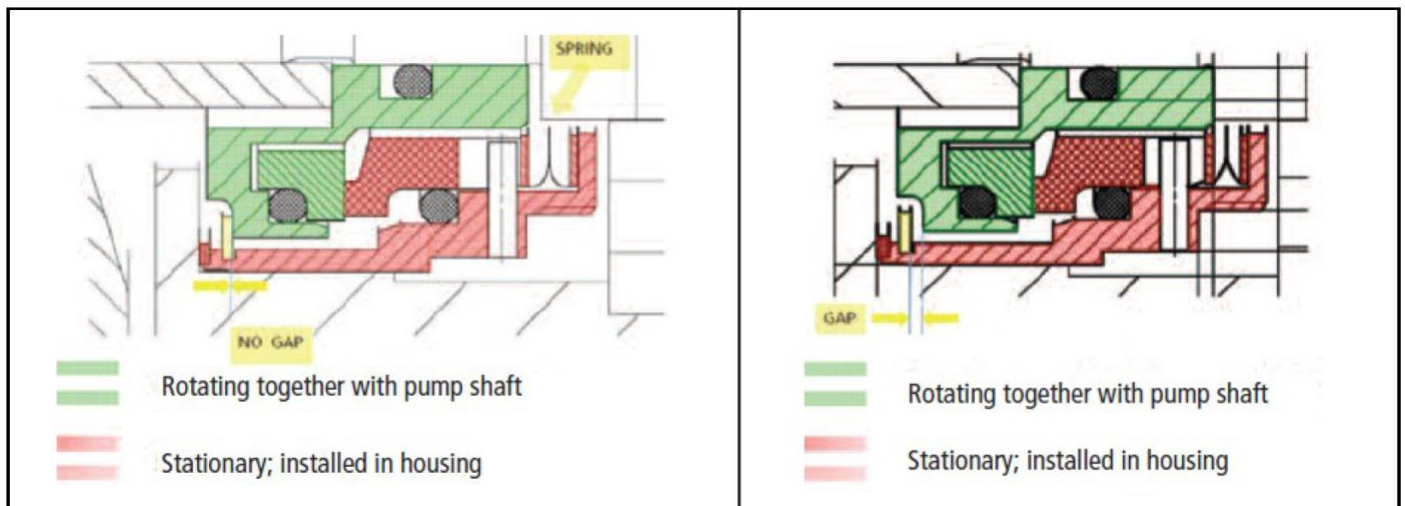 SPRING
NO GAP
Rotating together with pump shaft
Stationary; installed in housing
GAP
Rotating together with pump shaft
Stationary; installed in housing